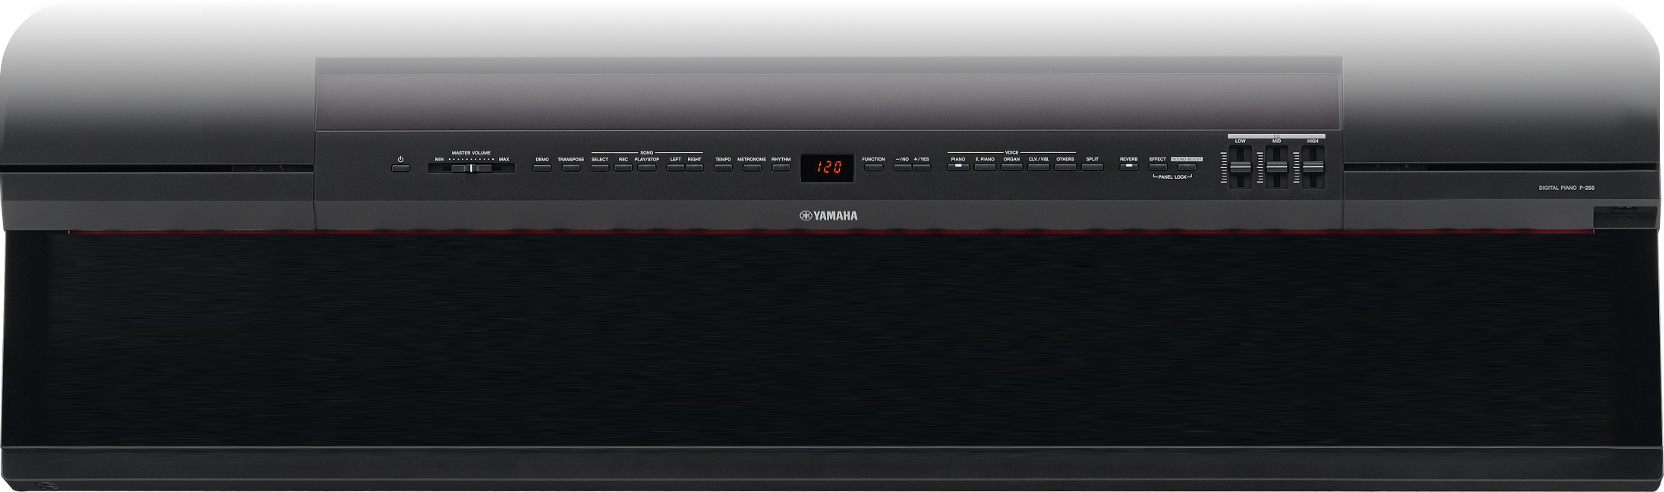 MASTER VOLUME
MIN MAX
DEMO TRANSPOSE
SONG
SELECT REC PLAY/STOP LEFT RIGHT
TEMPO METRONOME RHYTHM
120
FUNCTION -/NO +/YES
VOICE
PIANO E. PIANO ORGAN CLV./VIB. OTHERS
SPLIT
REVERB EFFECT SOUND BOOST
PANEL LOCK
EQ
LOW MID HIGH
DIGITAL PIANO P-255
YAMAHA